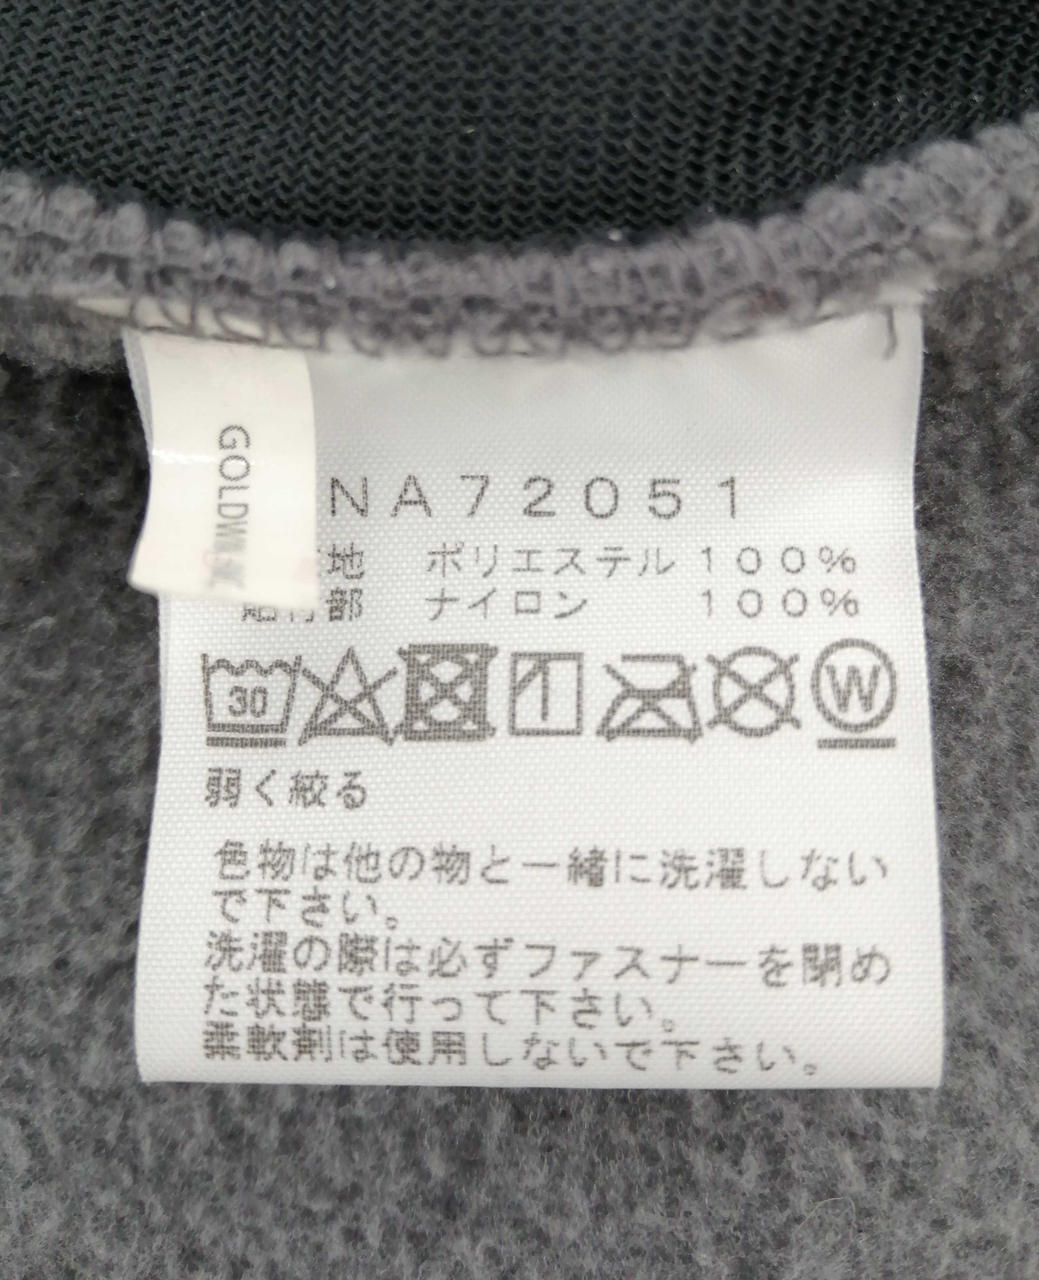 GOLDWIN INC
NA72051
地 ポリエステル 100%
貼付部 ナイロン 100%
30 W
弱く絞る
色物は他の物と一緒に洗濯しない
で下さい。
洗濯の際は必ずファスナーを閉め
た状態で行って下さい。
柔軟剤は使用しないで下さい。